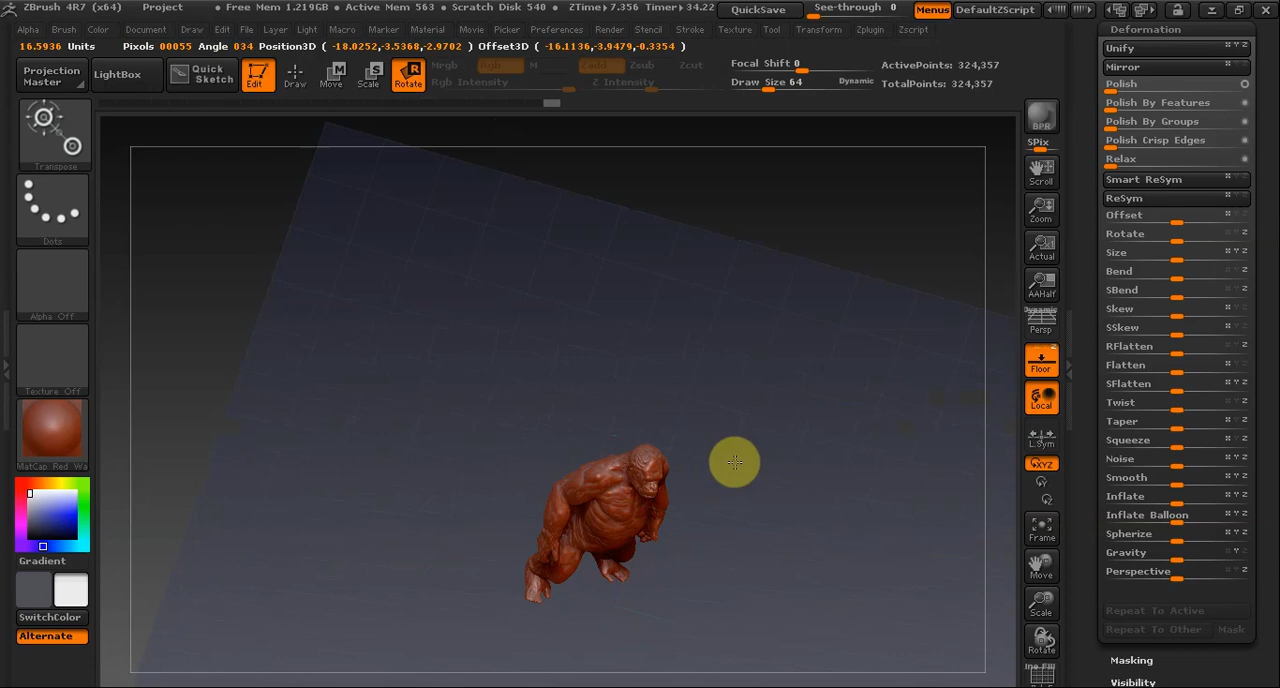 ZBrush 4R7 (x64) Project • Free Mem 1.219GB • Active Mem 563 • Scratch Disk 540 • ZTime▸7.356 Timer▸34.22 QuickSave See-through 0 Menus DefaultZScript
Alpha Brush Color Document Draw Edit File Layer Light Macro Marker Material Movie Picker Preferences Render Stencil Stroke Texture Tool Transform Zplugin Zscript
16.5936 Units Pixols 00055 Angle 034 Position3D ( -18.0252,-3.5368,-2.9702 ) Offset3D ( -16.1136,-3.9479,-0.3354 )
Projection Master
LightBox
Quick Sketch
Edit
Draw
Move
Scale
Rotate
Mrgb Rgb M
Rgb Intensity
Zadd Zsub Zcut
Z Intensity
Focal Shift 0
Draw Size 64 Dynamic
ActivePoints: 324,357
TotalPoints: 324,357
Transpose
Dots
Alpha Off
Texture Off
MatCap Red Wa
Gradient
SwitchColor
Alternate
BPR
SPix
Scroll
Zoom
Actual
AAHalf
Dynamic
Persp
Floor
Local
L.Sym
XYZ
Y
Z
Frame
Move
Scale
Rotate
Deformation
Unify
Mirror
Polish
Polish By Features
Polish By Groups
Polish Crisp Edges
Relax
Smart ReSym
ReSym
Offset
Rotate
Size
Bend
SBend
Skew
SSkew
RFlatten
Flatten
SFlatten
Twist
Taper
Squeeze
Noise
Smooth
Inflate
Inflate Balloon
Spherize
Gravity
Perspective
Repeat To Active
Repeat To Other Mask
Masking
Visibility